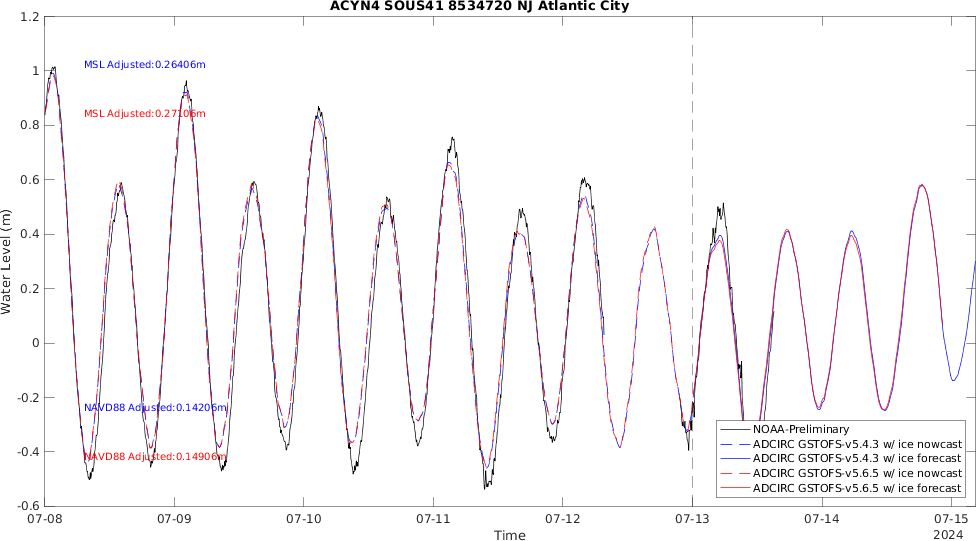 ACYN4 SOUS41 8534720 NJ Atlantic City
1.2
1
0.8
0.6
0.4
0.2
0
-0.2
-0.4
-0.6
Water Level (m)
MSL Adjusted:0.26406m
MSL Adjusted:0.27106m
NAVD88 Adjusted:0.14206m
NAVD88 Adjusted:0.14906m
NOAA-Preliminary
ADCIRC GSTOFS-v5.4.3 w/ ice nowcast
ADCIRC GSTOFS-v5.4.3 w/ ice forecast
ADCIRC GSTOFS-v5.6.5 w/ ice nowcast
ADCIRC GSTOFS-v5.6.5 w/ ice forecast
07-08 07-09 07-10 07-11 07-12 07-13 07-14 07-15
Time
2024